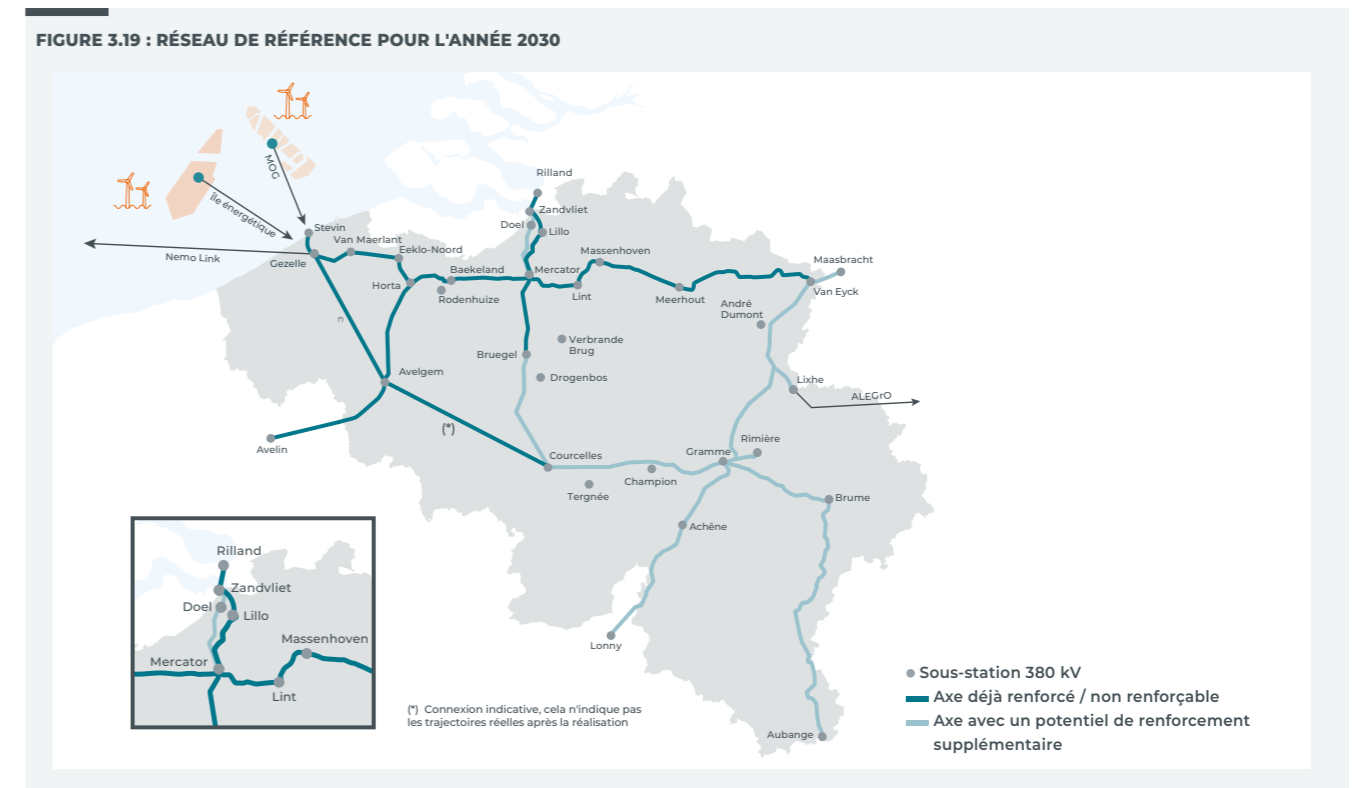 FIGURE 3.19 : RÉSEAU DE RÉFÉRENCE POUR L'ANNÉE 2030
MOG
Île énergétique
Nemo Link
Stevin
Gezelle
Van Maerlant
Eeklo-Noord
Horta
Baekeland
Rodenhuize
Rilland
Zandvliet
Doel
Lillo
Mercator
Massenhoven
Lint
Meerhout
Maasbracht
Van Eyck
André
Dumont
Verbrande
Brug
Bruegel
Drogenbos
Avelgem
(*)
Avelin
(*)
Lixhe
ALEGrO
Courcelles
Tergnée
Champion
Gramme
Rimière
Brume
Achêne
Lonny
Aubange
Rilland
Zandvliet
Doel
Lillo
Massenhoven
Mercator
Lint
(*) Connexion indicative, cela n'indique pas
les trajectoires réelles après la réalisation
Sous-station 380 kV
Axe déjà renforcé / non renforçable
Axe avec un potentiel de renforcement
supplémentaire